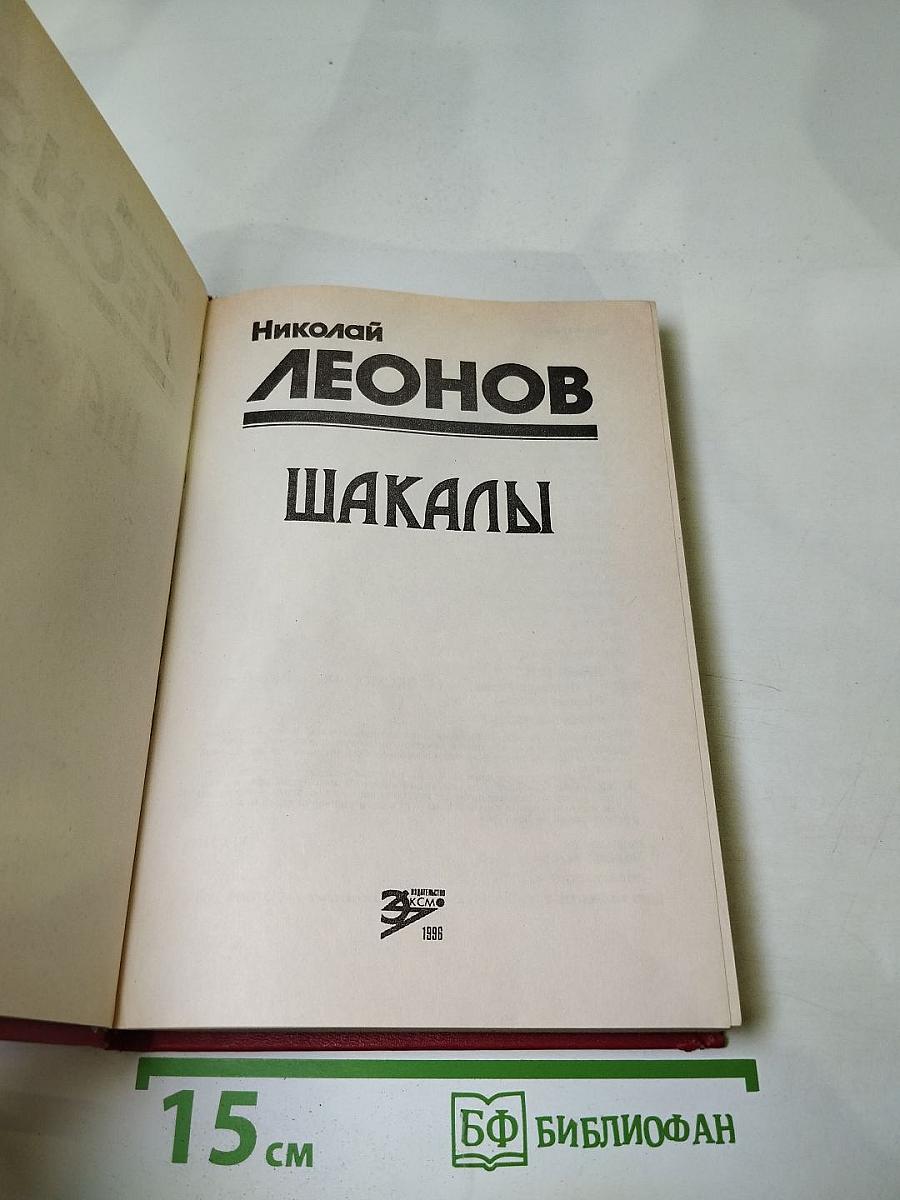 Николай
ЛЕОНОВ
ШАКАЛЫ
ИЗДАТЕЛЬСТВО
ЭКСМО
1996
15 см
БФ БИБЛИОФАН